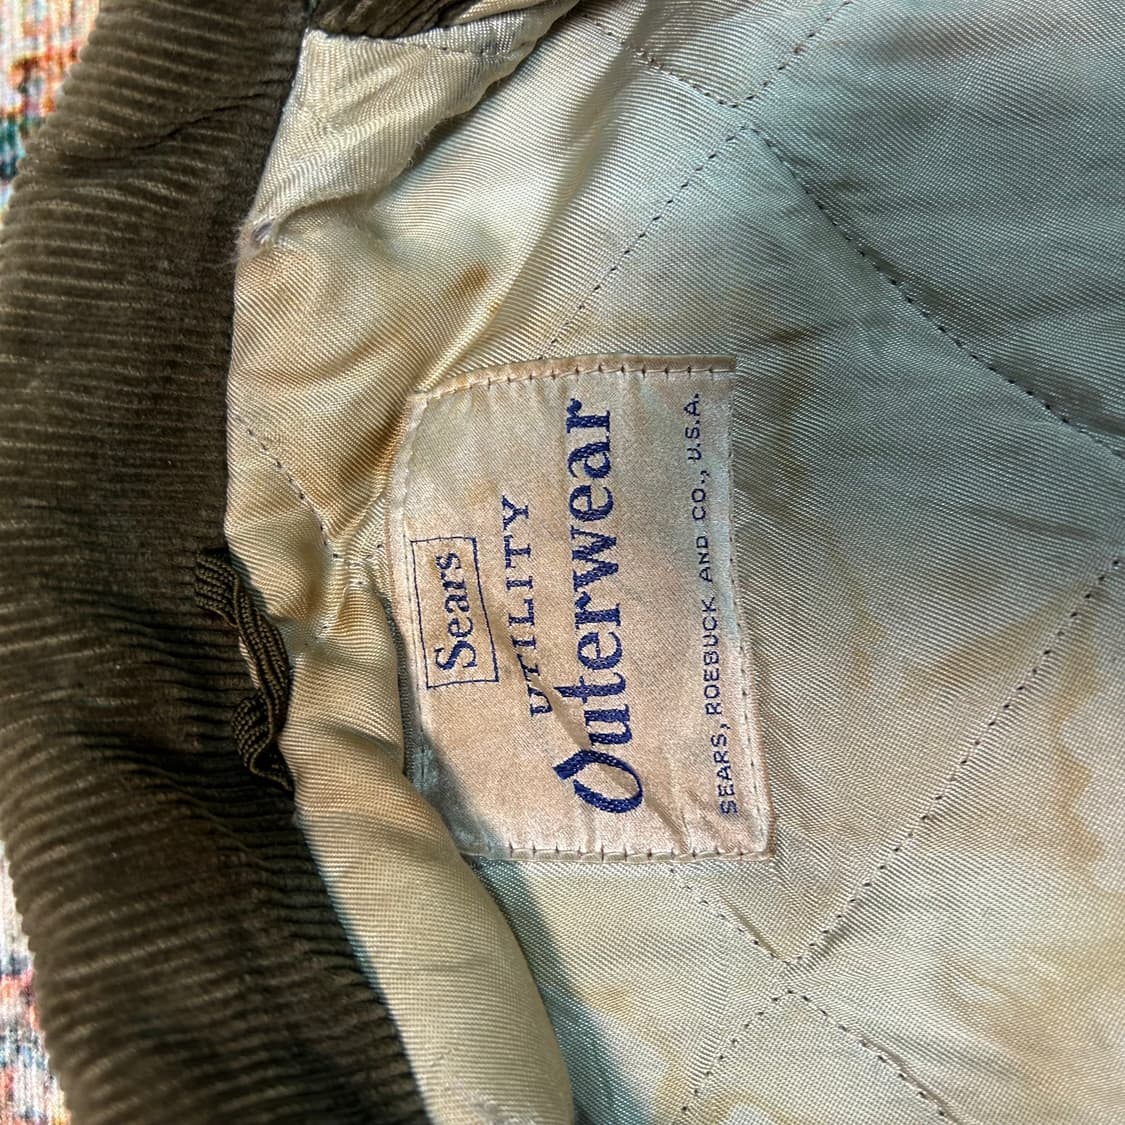 Sears
UTILITY
Outerwear
SEARS, ROEBUCK AND CO., U.S.A.